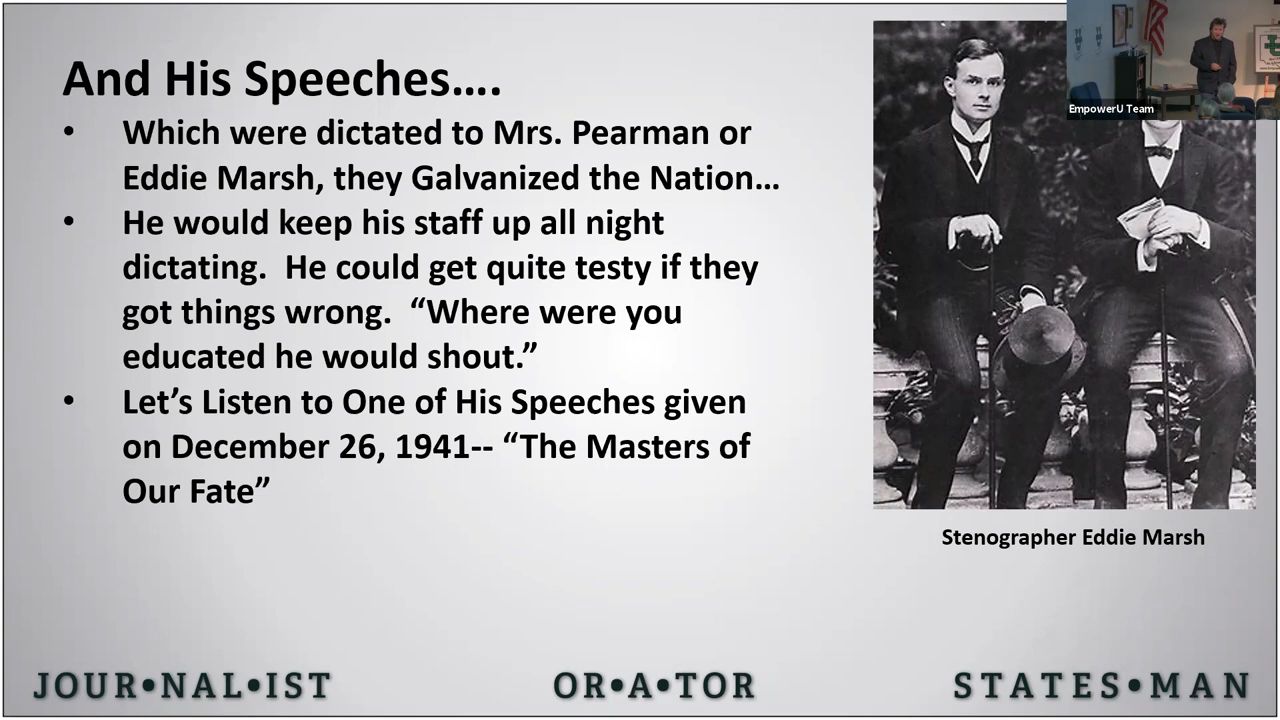 And His Speeches….
• Which were dictated to Mrs. Pearman or
Eddie Marsh, they Galvanized the Nation…
• He would keep his staff up all night
dictating.  He could get quite testy if they
got things wrong.  “Where were you
educated he would shout.”
• Let’s Listen to One of His Speeches given
on December 26, 1941-- “The Masters of
Our Fate”
EmpowerU Team
Stenographer Eddie Marsh
JOUR•NAL•IST
OR•A•TOR
STATES•MAN